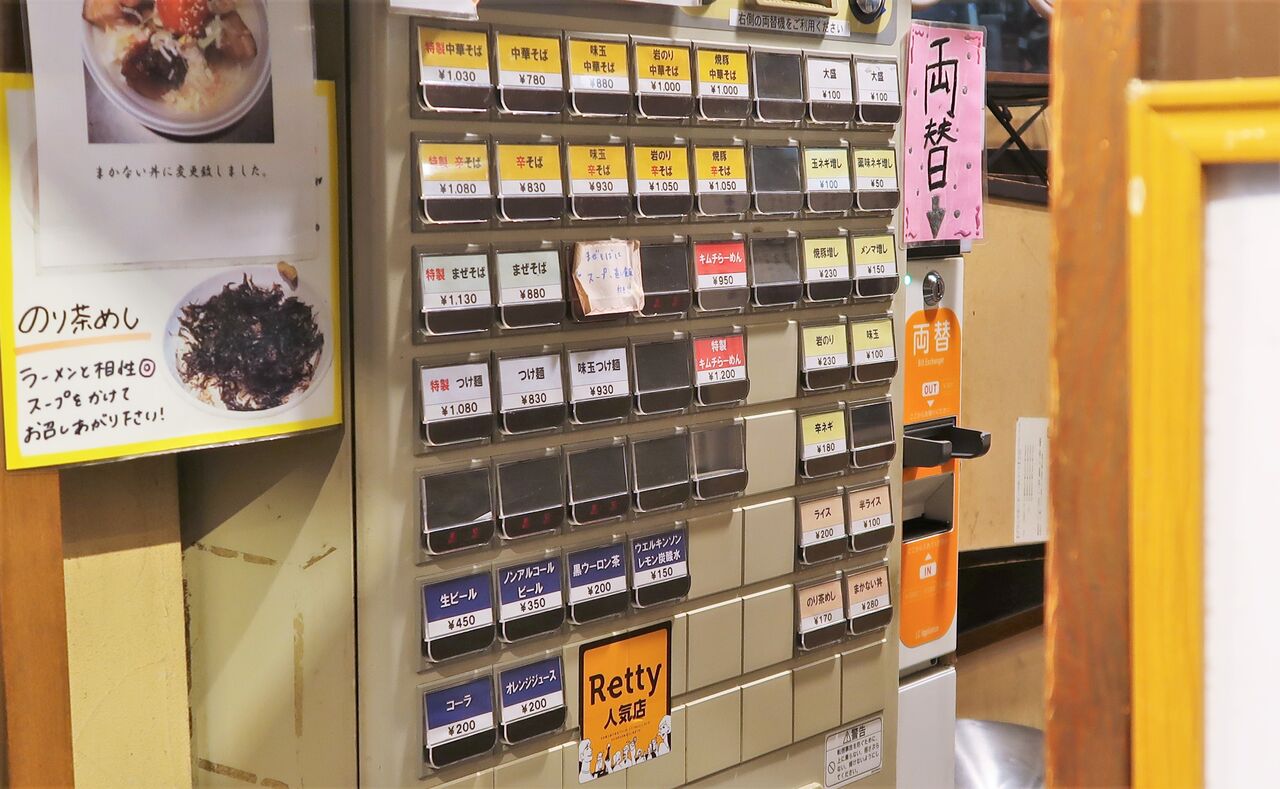 まかない丼に変更致しました。
のり茶めし
ラーメンと相性◎
スープをかけて
お召しあがり下さい!
右側の両替機をご利用ください
特製中華そば
¥1,030
中華そば
¥780
味玉
中華そば
¥880
岩のり
中華そば
¥1.000
焼豚
中華そば
¥1.000
大盛
¥100
大盛
¥100
特製 辛そば
¥1.080
辛そば
¥830
味玉
辛そば
¥930
岩のり
辛そば
¥1.050
焼豚
辛そば
¥1.050
玉ネギ増し
¥100
薬味ネギ増し
¥50
特製 まぜそば
¥1,130
まぜそば
¥880
まぜそばに
キムチらーめん
¥950
焼豚増し
¥230
メンマ増し
¥150
特製 つけ麺
¥1,080
つけ麺
¥830
味玉つけ麺
¥930
特製
キムチらーめん
¥1.200
岩のり
¥230
味玉
¥100
辛ネギ
¥180
ライス
¥200
半ライス
¥100
生ビール
¥450
ノンアルコール
ビール
¥350
黒ウーロン茶
¥200
ウエルキンソン
レモン炭酸水
¥150
のり茶めし
¥170
まかない丼
¥280
コーラ
¥200
オレンジジュース
¥200
Retty
人気店
警告
両替
両替
Bill Exchanger
OUT
IN